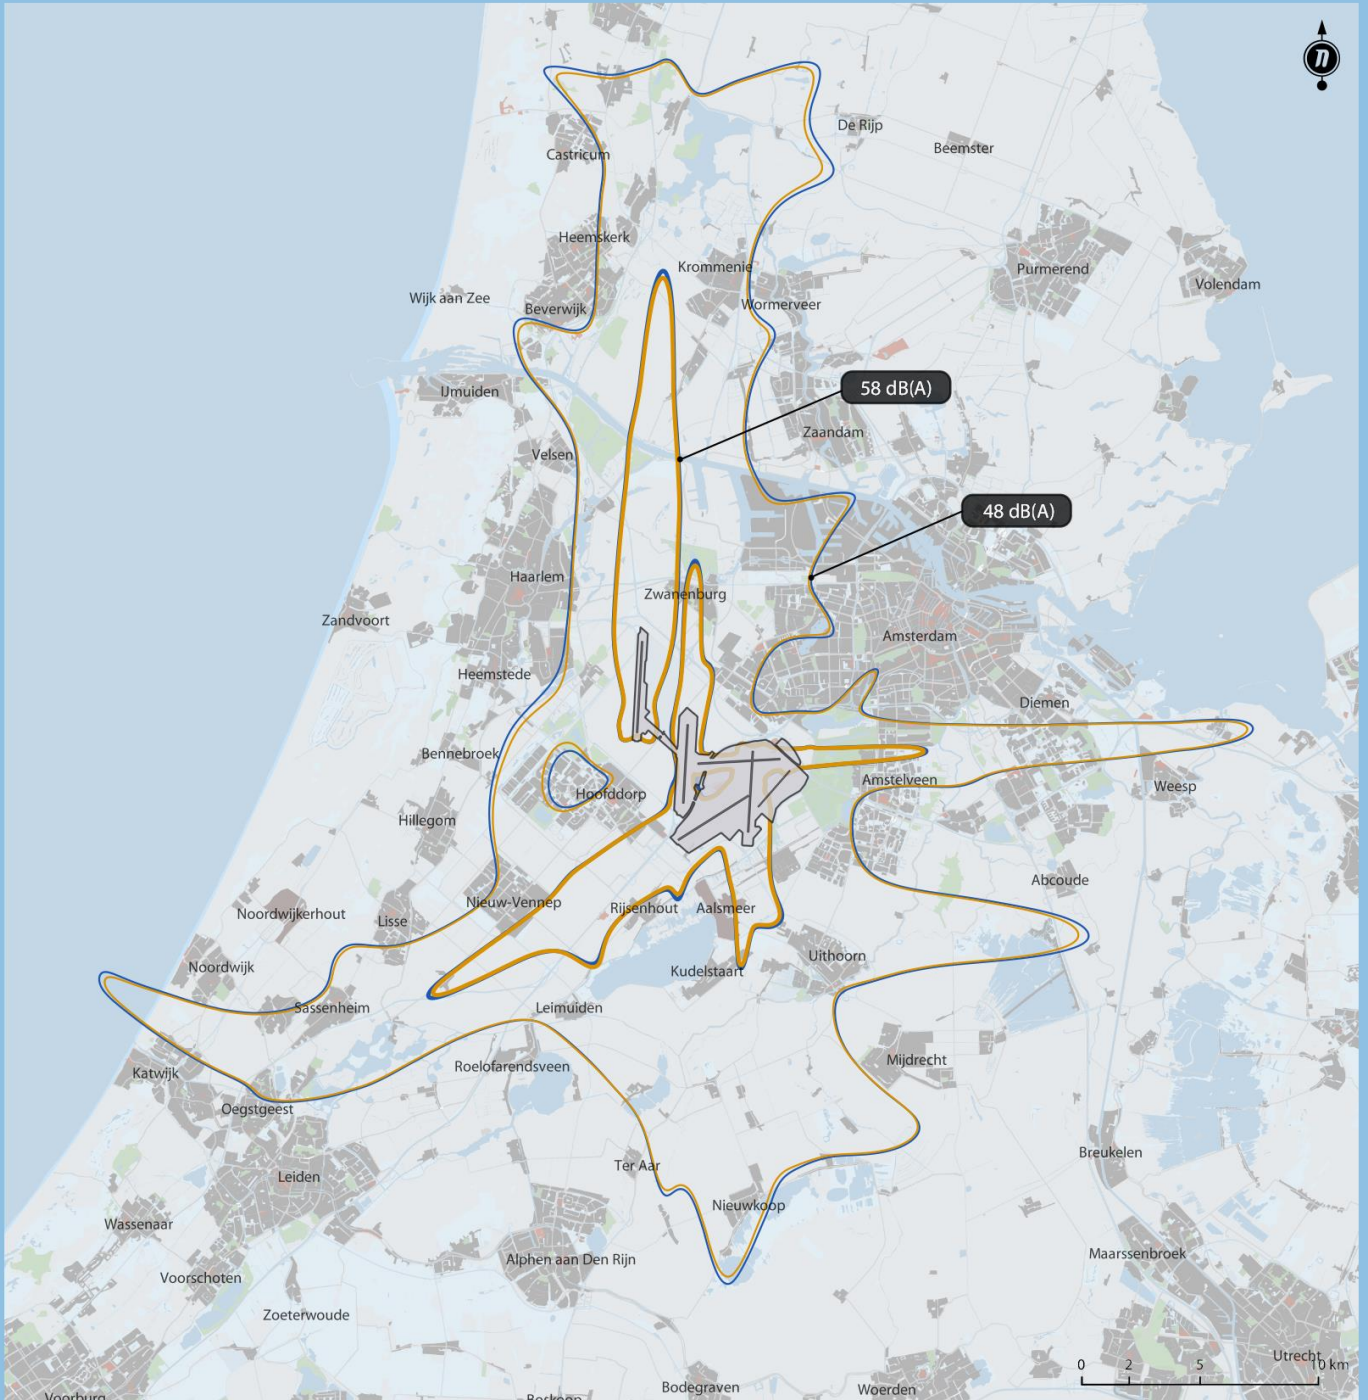 n
De Rijp
Beemster
Castricum
Heemskerk
Krommenie
Purmerend
Volendam
Wijk aan Zee
Beverwijk
Wormerveer
IJmuiden
58 dB(A)
Zaandam
Velsen
48 dB(A)
Haarlem
Zwanenburg
Zandvoort
Amsterdam
Heemstede
Diemen
Bennebroek
Hoofddorp
Amstelveen
Weesp
Hillegom
Abcoude
Nieuw-Vennep
Rijsenhout
Aalsmeer
Noordwijkerhout
Lisse
Uithoorn
Noordwijk
Kudelstaart
Sassenheim
Leimuiden
Mijdrecht
Katwijk
Roelofarendsveen
Oegstgeest
Breukelen
Ter Aar
Leiden
Nieuwkoop
Wassenaar
Maarssenbroek
Alphen aan Den Rijn
Voorschoten
Zoeterwoude
Utrecht
0 2 5 10 km
Bodegraven
Woerden
Voorburg
Boskoop